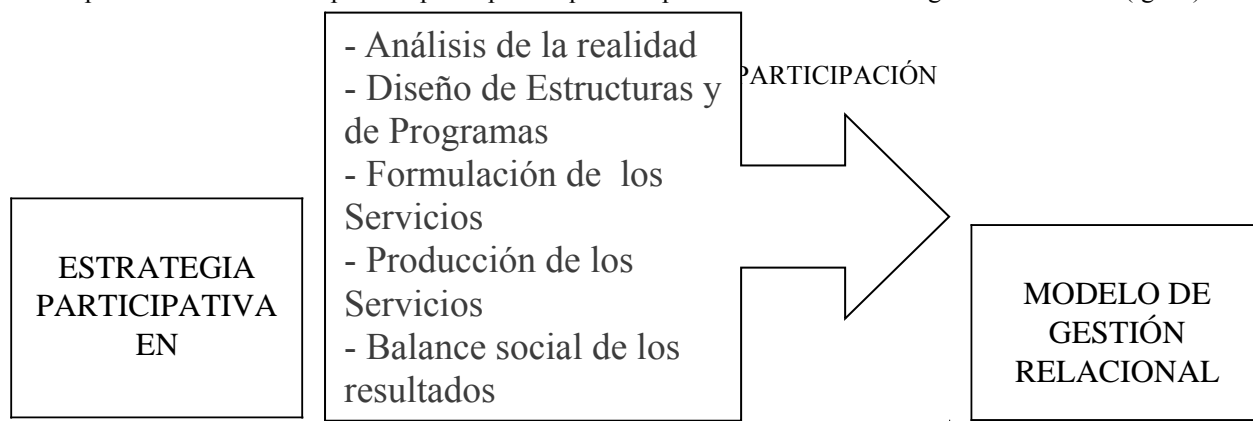 - Análisis de la realidad
- Diseño de Estructuras y
de Programas
- Formulación de los
Servicios
- Producción de los
Servicios
- Balance social de los
resultados
PARTICIPACIÓN
ESTRATEGIA
PARTICIPATIVA
EN
MODELO DE
GESTIÓN
RELACIONAL